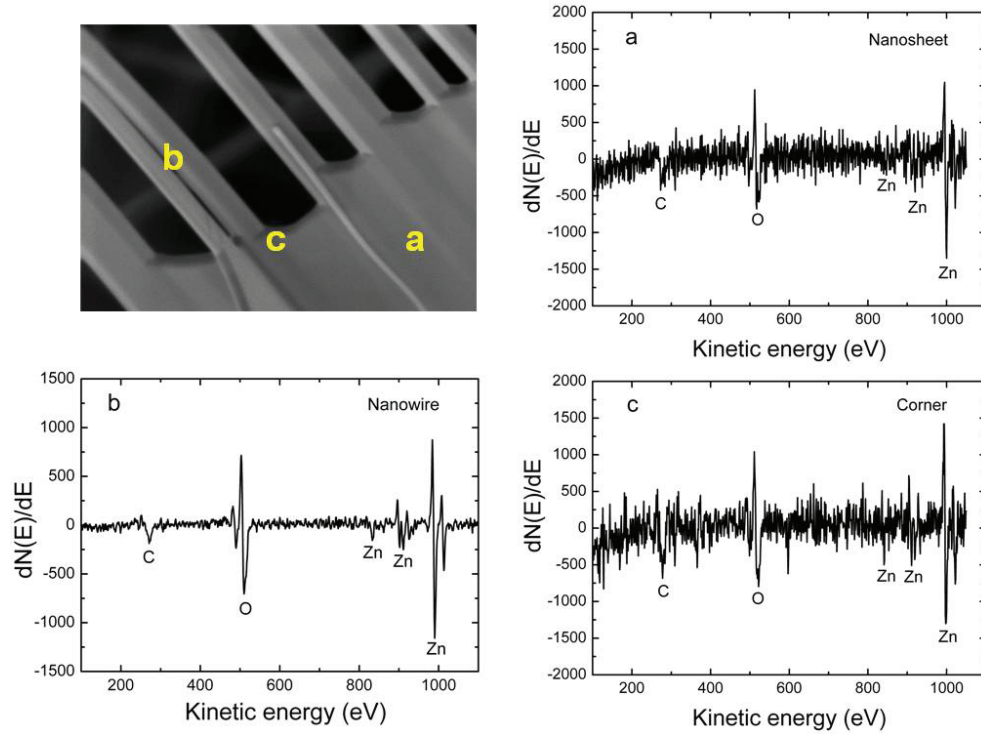 b
c
a
a
Nanosheet
2000
1500
1000
500
0
-500
-1000
-1500
-2000
dN(E)/dE
C
O
Zn
Zn
Zn
200 400 600 800 1000
Kinetic energy (eV)
b
Nanowire
1500
1000
500
0
-500
-1000
-1500
dN(E)/dE
C
O
Zn
Zn
Zn
200 400 600 800 1000
Kinetic energy (eV)
c
Corner
2000
1500
1000
500
0
-500
-1000
-1500
-2000
dN(E)/dE
C
O
Zn
Zn
Zn
200 400 600 800 1000
Kinetic energy (eV)